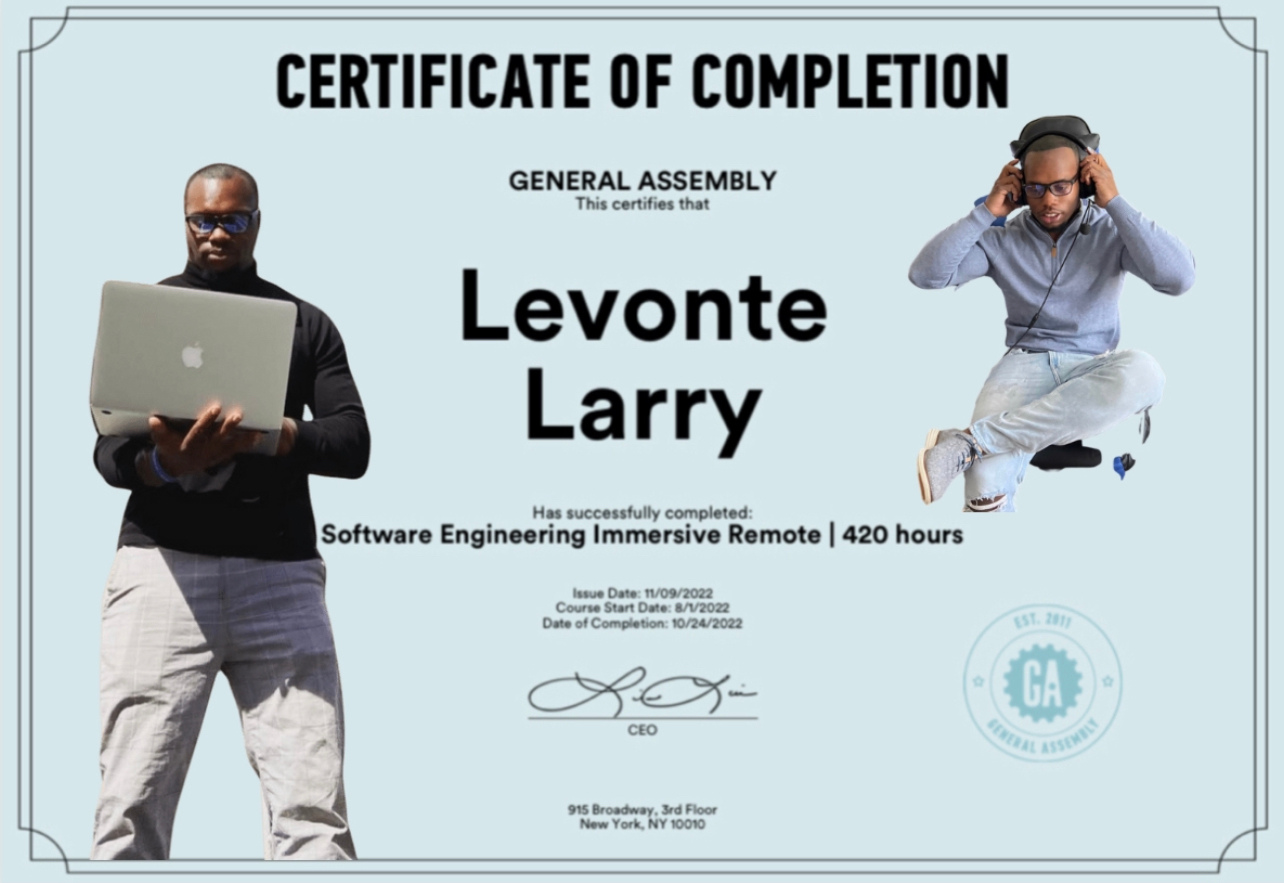 CERTIFICATE OF COMPLETION
GENERAL ASSEMBLY
This certifies that
Levonte
Larry
Has successfully completed:
Software Engineering Immersive Remote | 420 hours
Issue Date: 11/09/2022
Course Start Date: 8/1/2022
Date of Completion: 10/24/2022
CEO
EST. 2011
GA
GENERAL ASSEMBLY
915 Broadway, 3rd Floor
New York, NY 10010